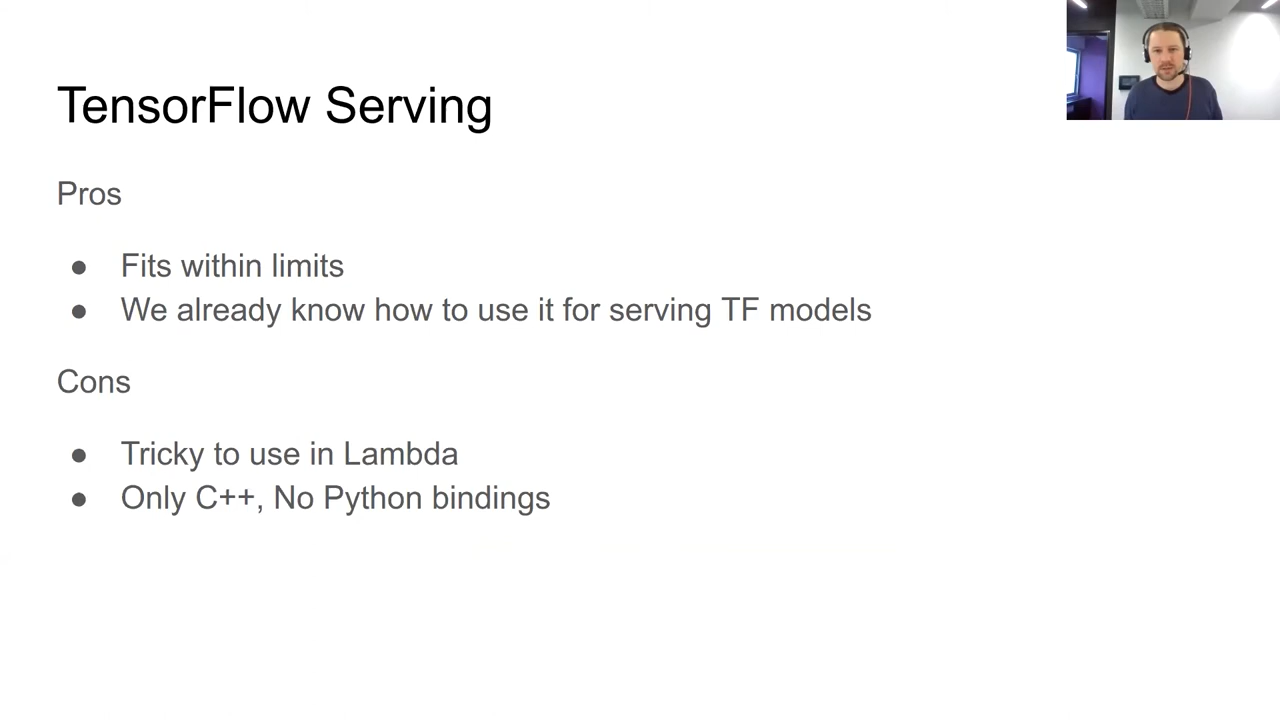 TensorFlow Serving
Pros
● Fits within limits
● We already know how to use it for serving TF models
Cons
● Tricky to use in Lambda
● Only C++, No Python bindings